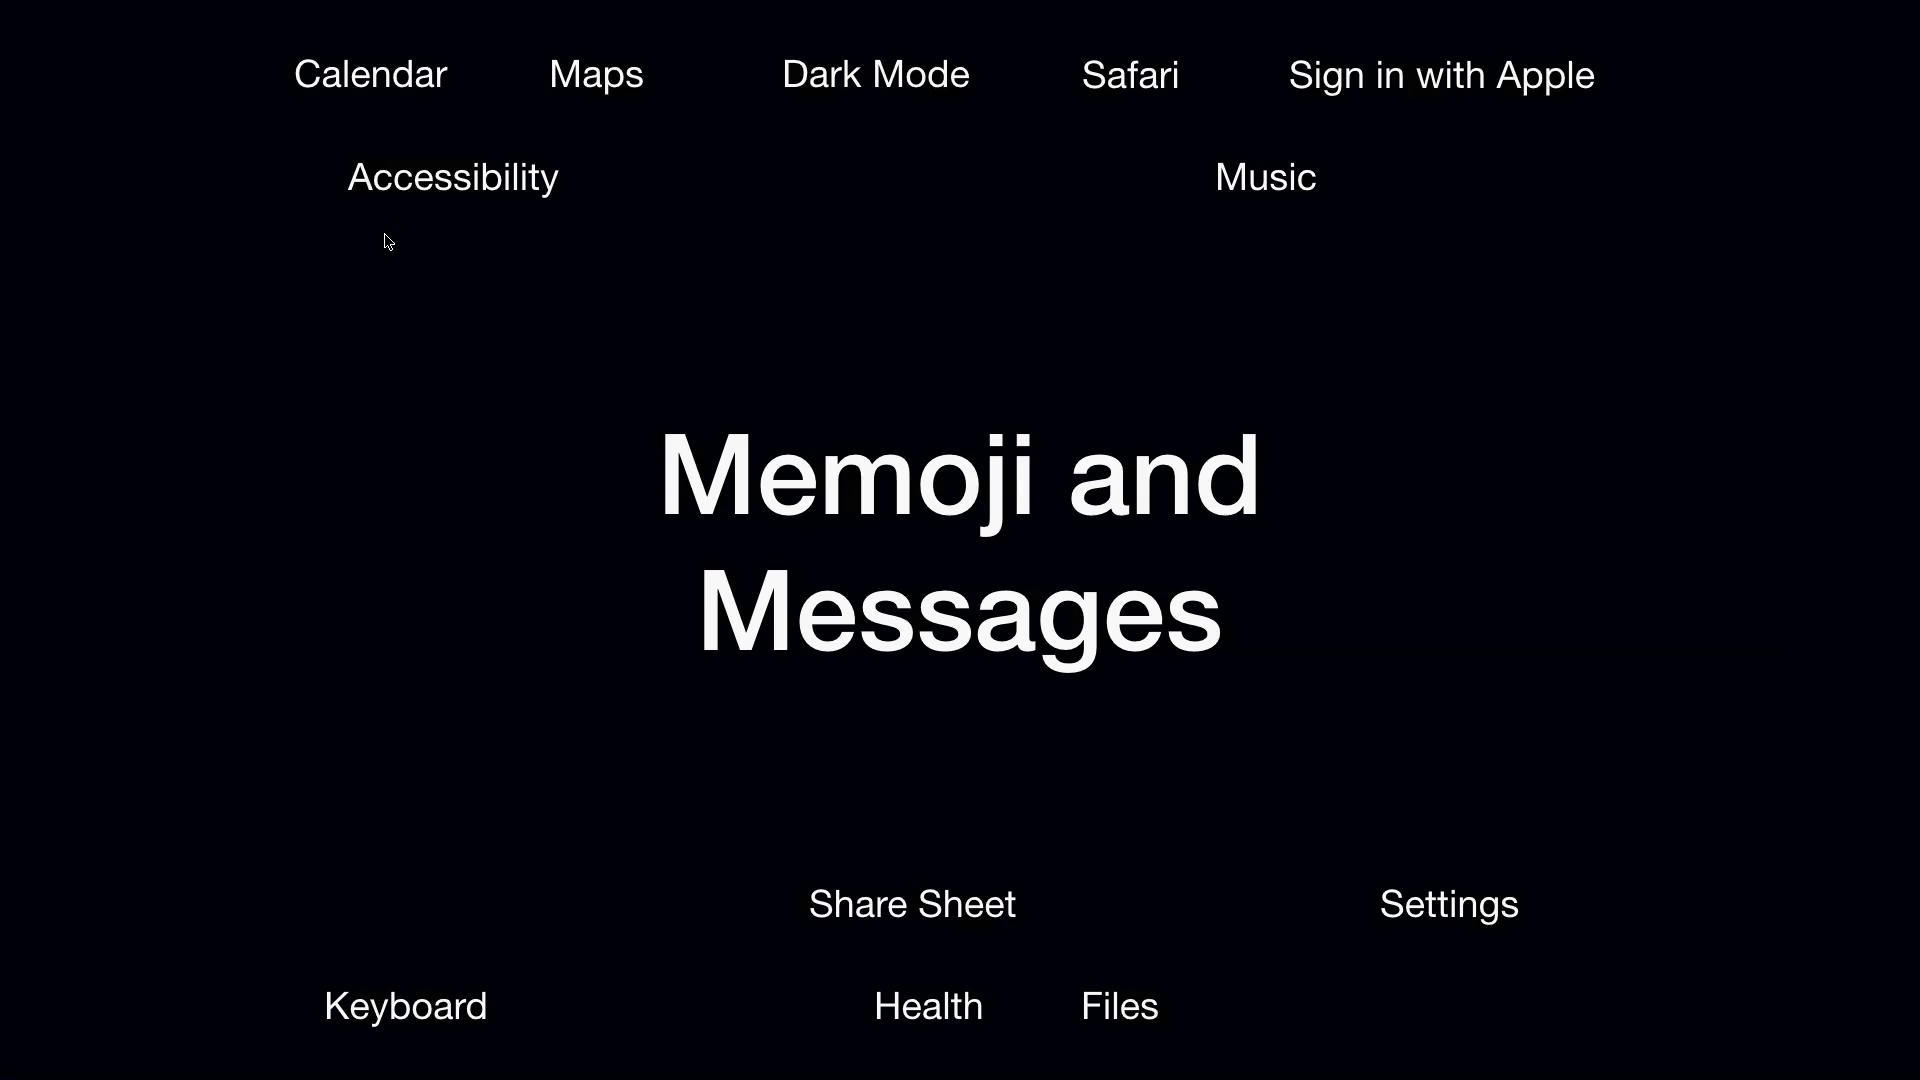 Calendar Maps Dark Mode Safari Sign in with Apple
Accessibility Music
Memoji and
Messages
Share Sheet Settings
Keyboard Health Files